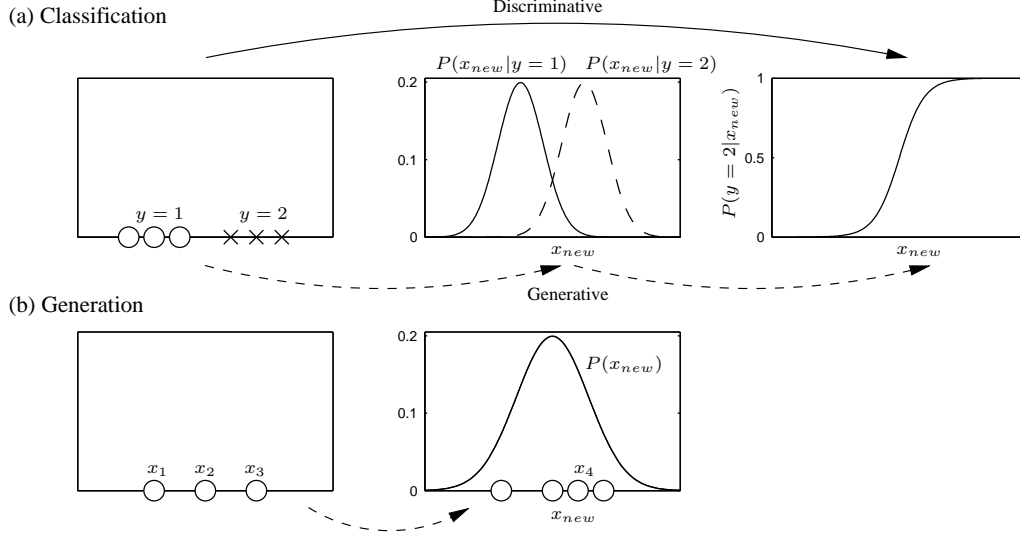 (a) Classification
Discriminative
P(x_new|y = 1) P(x_new|y = 2)
0.2
0.1
0
x_new
y = 1 y = 2
P(y = 2|x_new)
1
0.5
0
x_new
Generative
(b) Generation
x_1 x_2 x_3
0.2
0.1
0
P(x_new)
x_4
x_new